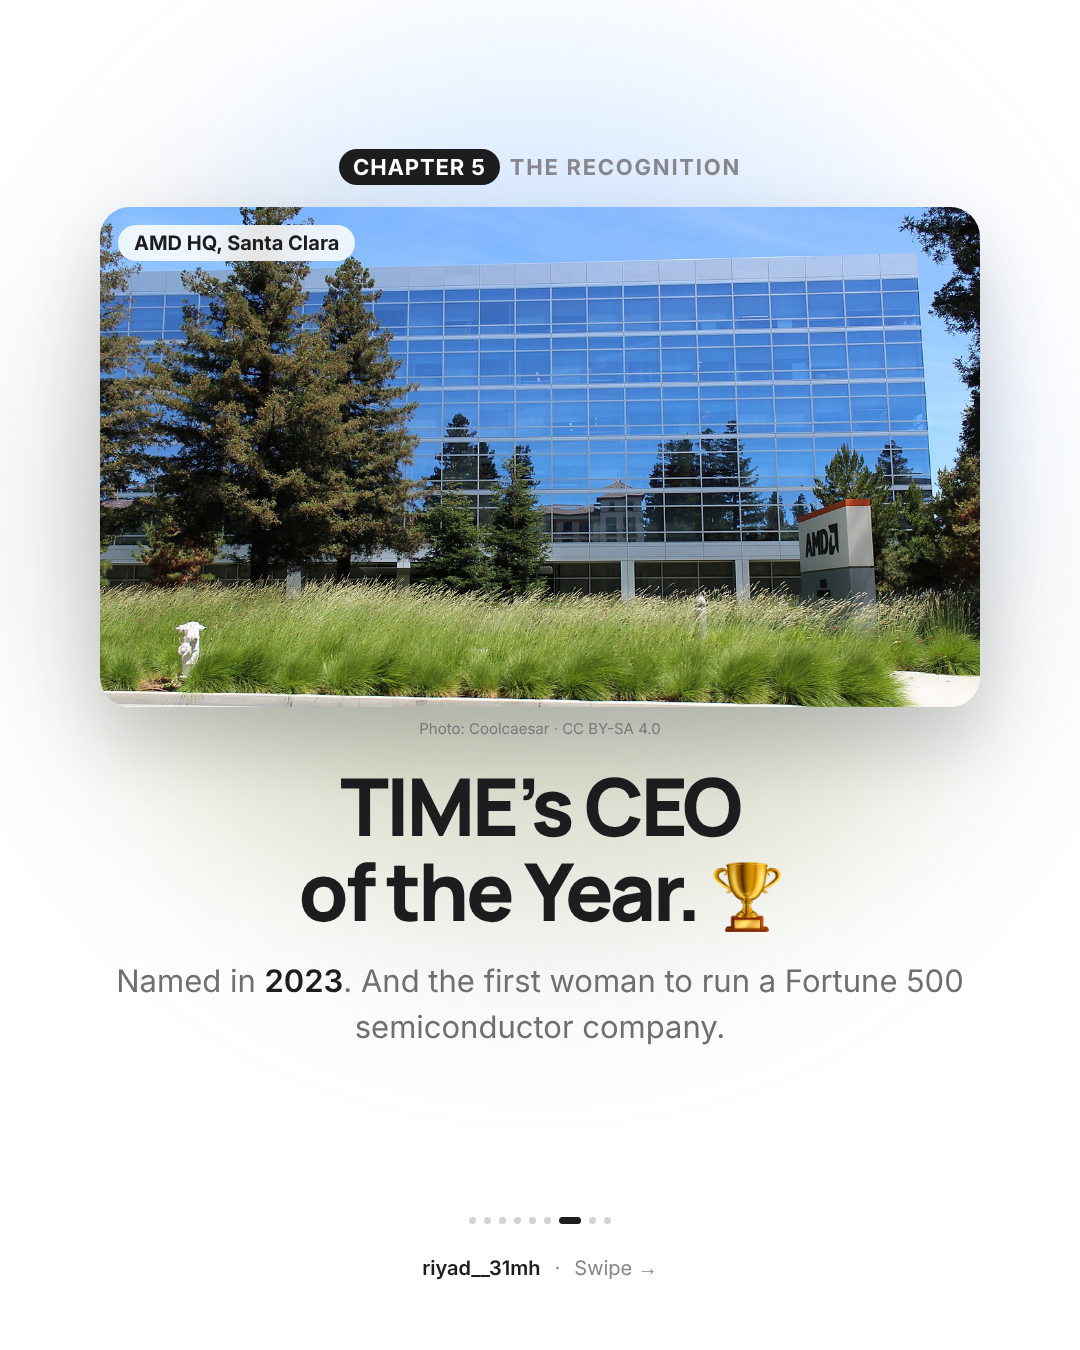 CHAPTER 5 THE RECOGNITION
AMD HQ, Santa Clara
AMD
Photo: Coolcaesar · CC BY-SA 4.0
TIME’s CEO
of the Year. 🏆
Named in 2023. And the first woman to run a Fortune 500
semiconductor company.
riyad__31mh · Swipe →